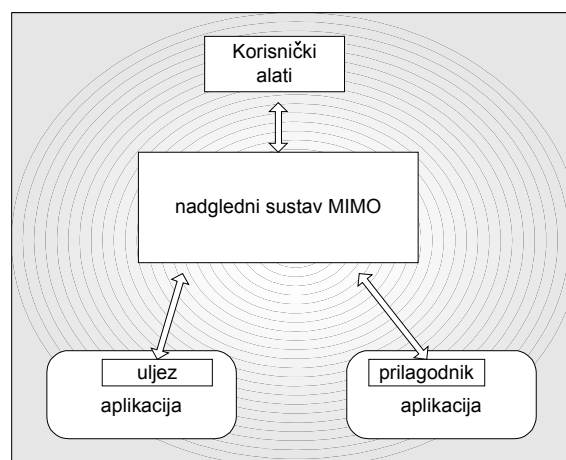 Korisnički
alati
nadgledni sustav MIMO
uljez
aplikacija
prilagodnik
aplikacija